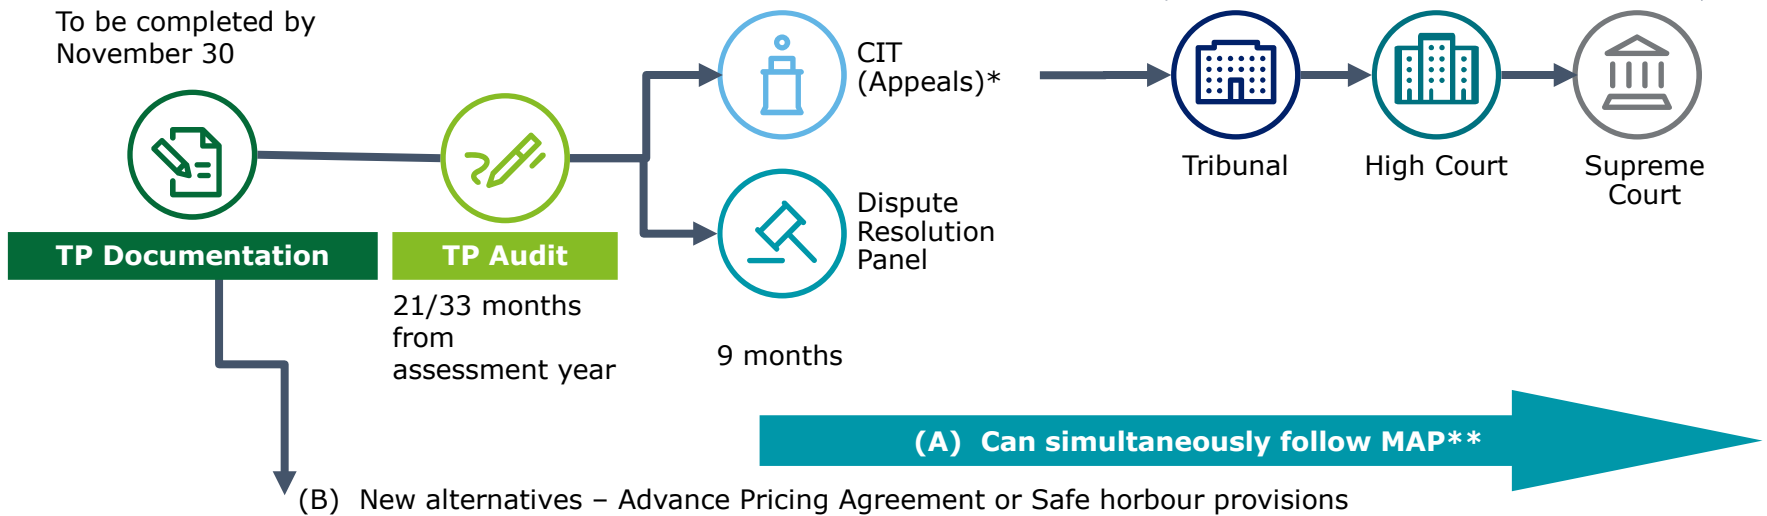 To be completed by
November 30
TP Documentation
TP Audit
21/33 months
from
assessment year
CIT
(Appeals)*
Dispute
Resolution
Panel
9 months
Tribunal
High Court
Supreme
Court
(A) Can simultaneously follow MAP**
(B) New alternatives – Advance Pricing Agreement or Safe horbour provisions